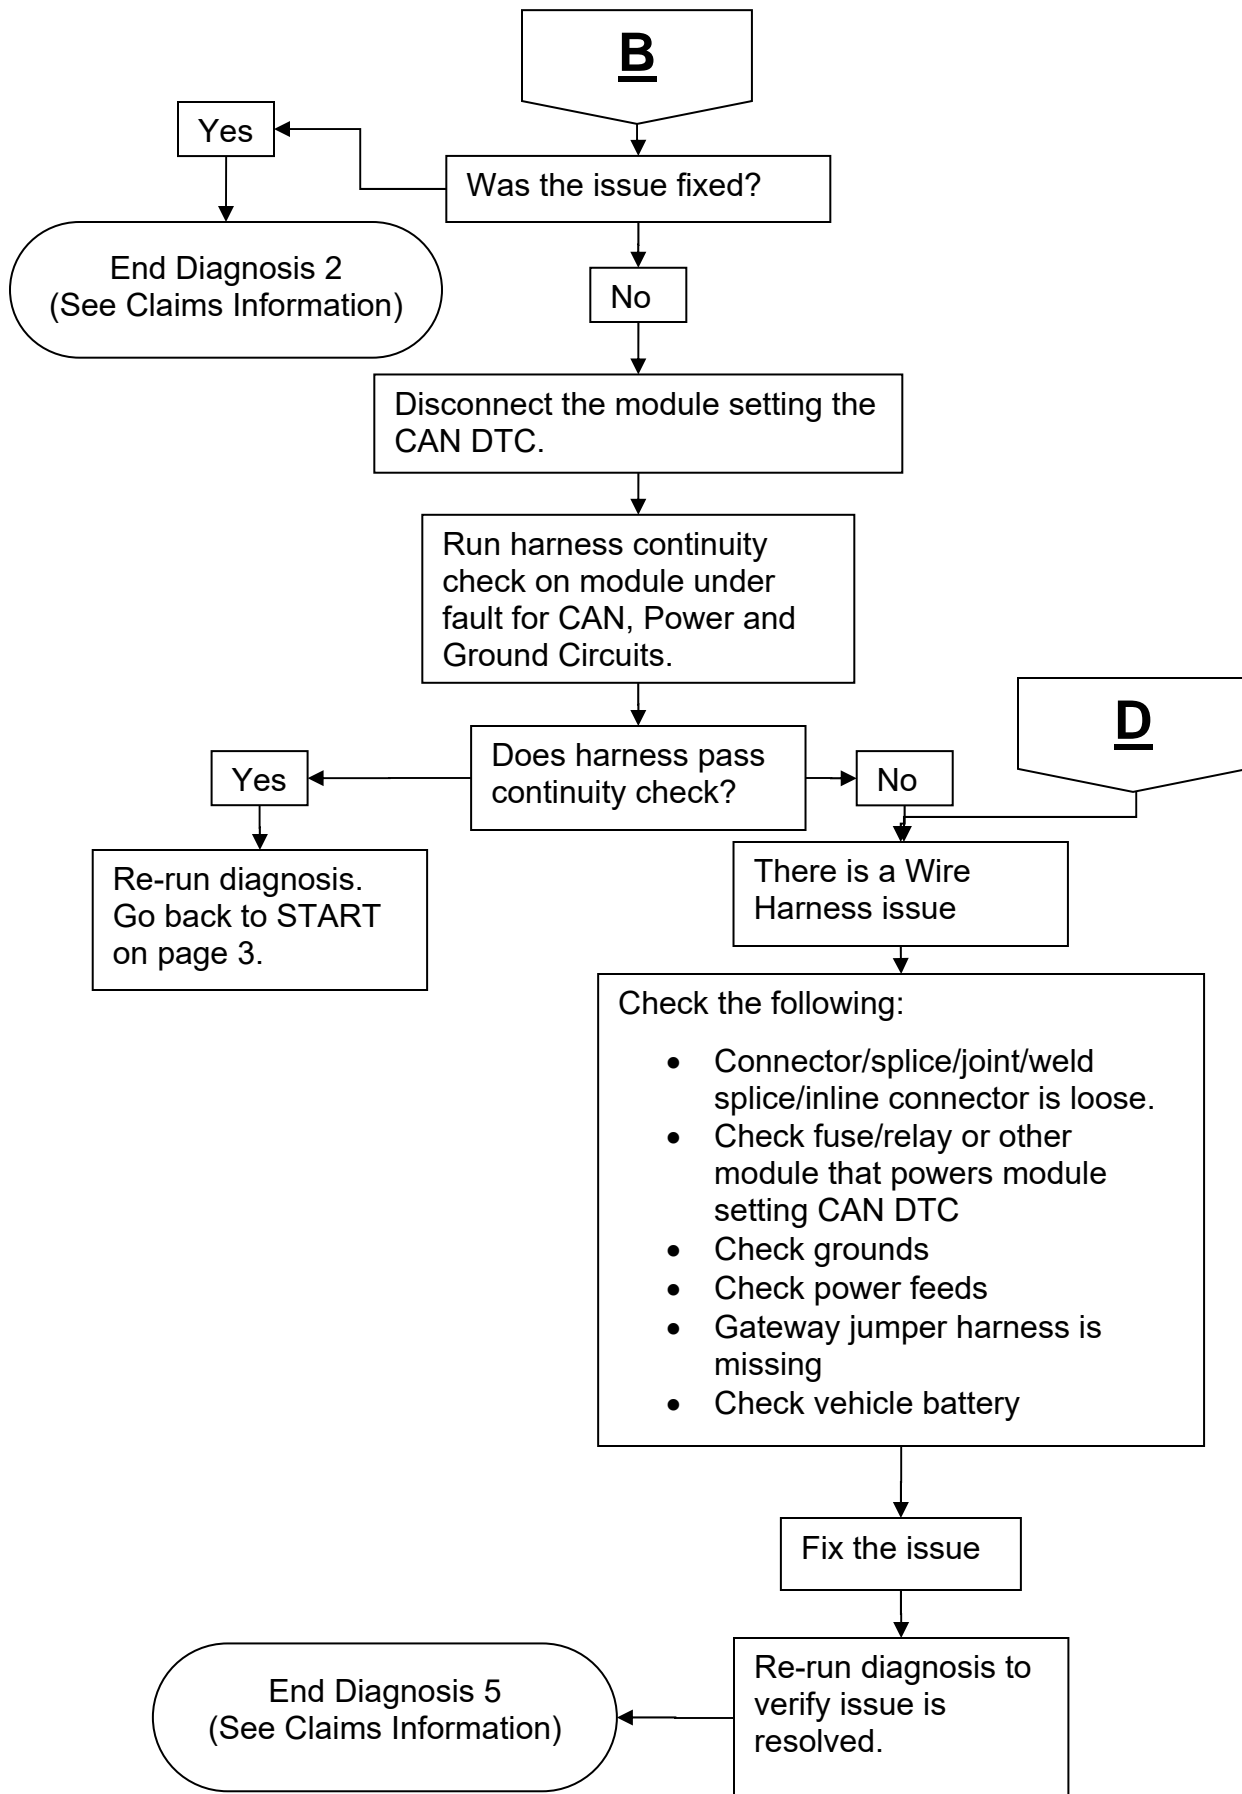 B
Yes
Was the issue fixed?
End Diagnosis 2
(See Claims Information)
No
Disconnect the module setting the
CAN DTC.
Run harness continuity
check on module under
fault for CAN, Power and
Ground Circuits.
D
Does harness pass
continuity check?
Yes
No
Re-run diagnosis.
Go back to START
on page 3.
There is a Wire
Harness issue
Check the following:
• Connector/splice/joint/weld
splice/inline connector is loose.
• Check fuse/relay or other
module that powers module
setting CAN DTC
• Check grounds
• Check power feeds
• Gateway jumper harness is
missing
• Check vehicle battery
Fix the issue
Re-run diagnosis to
verify issue is
resolved.
End Diagnosis 5
(See Claims Information)